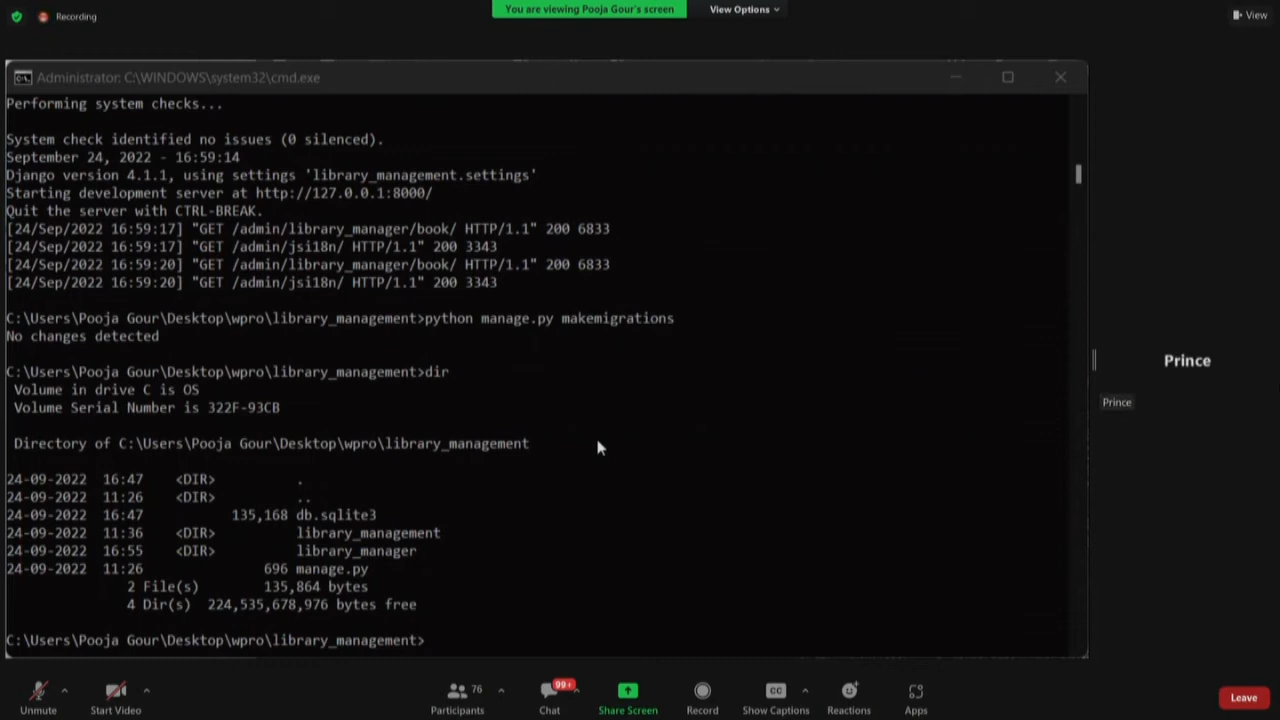 Recording
You are viewing Pooja Gour's screen
View Options
View
Administrator: C:\WINDOWS\system32\cmd.exe
Performing system checks...
System check identified no issues (0 silenced).
September 24, 2022 - 16:59:14
Django version 4.1.1, using settings 'library_management.settings'
Starting development server at http://127.0.0.1:8000/
Quit the server with CTRL-BREAK.
[24/Sep/2022 16:59:17] "GET /admin/library_manager/book/ HTTP/1.1" 200 6833
[24/Sep/2022 16:59:17] "GET /admin/jsi18n/ HTTP/1.1" 200 3343
[24/Sep/2022 16:59:20] "GET /admin/library_manager/book/ HTTP/1.1" 200 6833
[24/Sep/2022 16:59:20] "GET /admin/jsi18n/ HTTP/1.1" 200 3343
C:\Users\Pooja Gour\Desktop\wpro\library_management>python manage.py makemigrations
No changes detected
C:\Users\Pooja Gour\Desktop\wpro\library_management>dir
Volume in drive C is OS
Volume Serial Number is 322F-93CB
Directory of C:\Users\Pooja Gour\Desktop\wpro\library_management
24-09-2022 16:47 <DIR> .
24-09-2022 11:26 <DIR> ..
24-09-2022 16:47 135,168 db.sqlite3
24-09-2022 11:36 <DIR> library_management
24-09-2022 16:55 <DIR> library_manager
24-09-2022 11:26 696 manage.py
2 File(s) 135,864 bytes
4 Dir(s) 224,535,678,976 bytes free
C:\Users\Pooja Gour\Desktop\wpro\library_management>
Prince
Prince
76
99+
CC
Unmute
Start Video
Participants
Chat
Share Screen
Record
Show Captions
Reactions
Apps
Leave